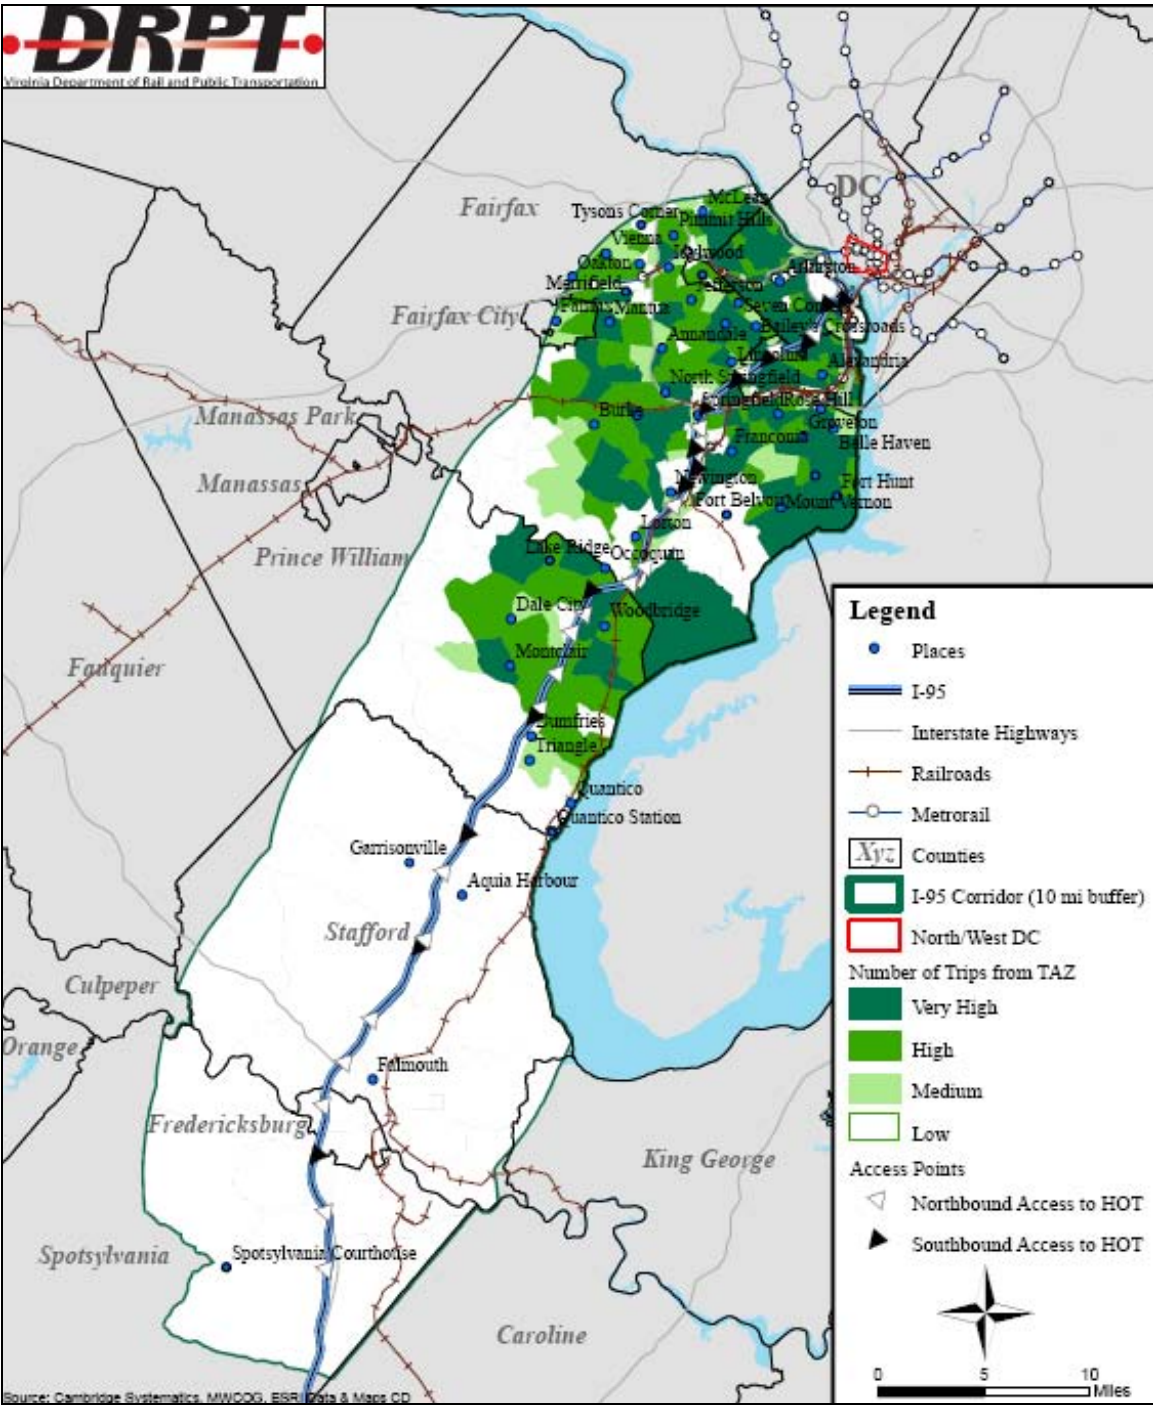 DRPT
Virginia Department of Rail and Public Transportation
DC
McLean
Fairfax
Tysons Corner
Pimmit Hills
Vienna
Idylwood
Oakton
Arlington
Merrifield
Jefferson
Fairfax City
Fairfax
Mantua
Seven Corners
Bailey's Crossroads
Annandale
Lincolnia
Alexandria
North Springfield
Manassas Park
Burke
Springfield
Rose Hill
Groveton
Franconia
Belle Haven
Manassas
Newington
Fort Hunt
Fort Belvoir
Mount Vernon
Lorton
Prince William
Lake Ridge
Occoquan
Dale City
Woodbridge
Fauquier
Montclair
Dumfries
Triangle
Quantico
Quantico Station
Garrisonville
Aquia Harbour
Stafford
Culpeper
Orange
Falmouth
Fredericksburg
King George
Spotsylvania
Spotsylvania Courthouse
Caroline
Legend
Places
I-95
Interstate Highways
Railroads
Metrorail
Xyz Counties
I-95 Corridor (10 mi buffer)
North/West DC
Number of Trips from TAZ
Very High
High
Medium
Low
Access Points
Northbound Access to HOT
Southbound Access to HOT
0 5 10
Miles
Source: Cambridge Systematics, MWCOG, ESRI Data & Maps CD